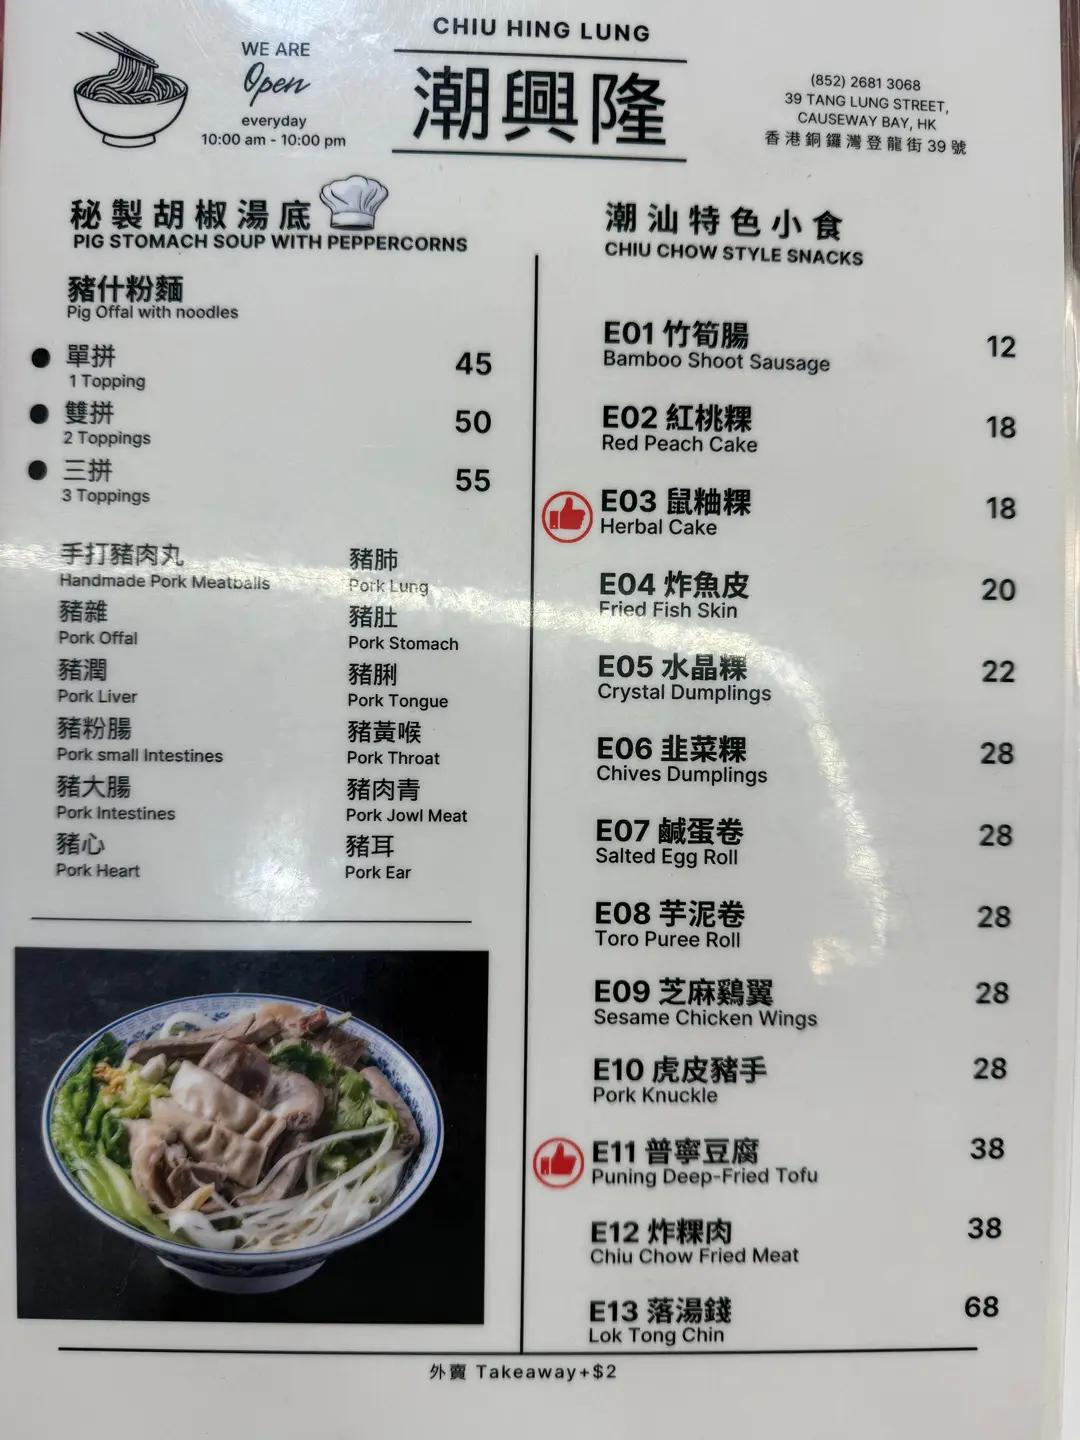 CHIU HING LUNG
潮興隆
WE ARE
Open
everyday
10:00 am - 10:00 pm
(852) 2681 3068
39 TANG LUNG STREET,
CAUSEWAY BAY, HK
香港銅鑼灣登龍街39號
秘製胡椒湯底
PIG STOMACH SOUP WITH PEPPERCORNS
豬什粉麵
Pig Offal with noodles
單拼 45
1 Topping
雙拼 50
2 Toppings
三拼 55
3 Toppings
手打豬肉丸
Handmade Pork Meatballs
豬雜
Pork Offal
豬潤
Pork Liver
豬粉腸
Pork small Intestines
豬大腸
Pork Intestines
豬心
Pork Heart
豬肺
Pork Lung
豬肚
Pork Stomach
豬脷
Pork Tongue
豬黃喉
Pork Throat
豬肉青
Pork Jowl Meat
豬耳
Pork Ear
潮汕特色小食
CHIU CHOW STYLE SNACKS
E01 竹筍腸 12
Bamboo Shoot Sausage
E02 紅桃粿 18
Red Peach Cake
E03 鼠粬粿 18
Herbal Cake
E04 炸魚皮 20
Fried Fish Skin
E05 水晶粿 22
Crystal Dumplings
E06 韭菜粿 28
Chives Dumplings
E07 鹹蛋卷 28
Salted Egg Roll
E08 芋泥卷 28
Toro Puree Roll
E09 芝麻鷄翼 28
Sesame Chicken Wings
E10 虎皮豬手 28
Pork Knuckle
E11 普寧豆腐 38
Puning Deep-Fried Tofu
E12 炸粿肉 38
Chiu Chow Fried Meat
E13 落湯錢 68
Lok Tong Chin
外賣 Takeaway+$2